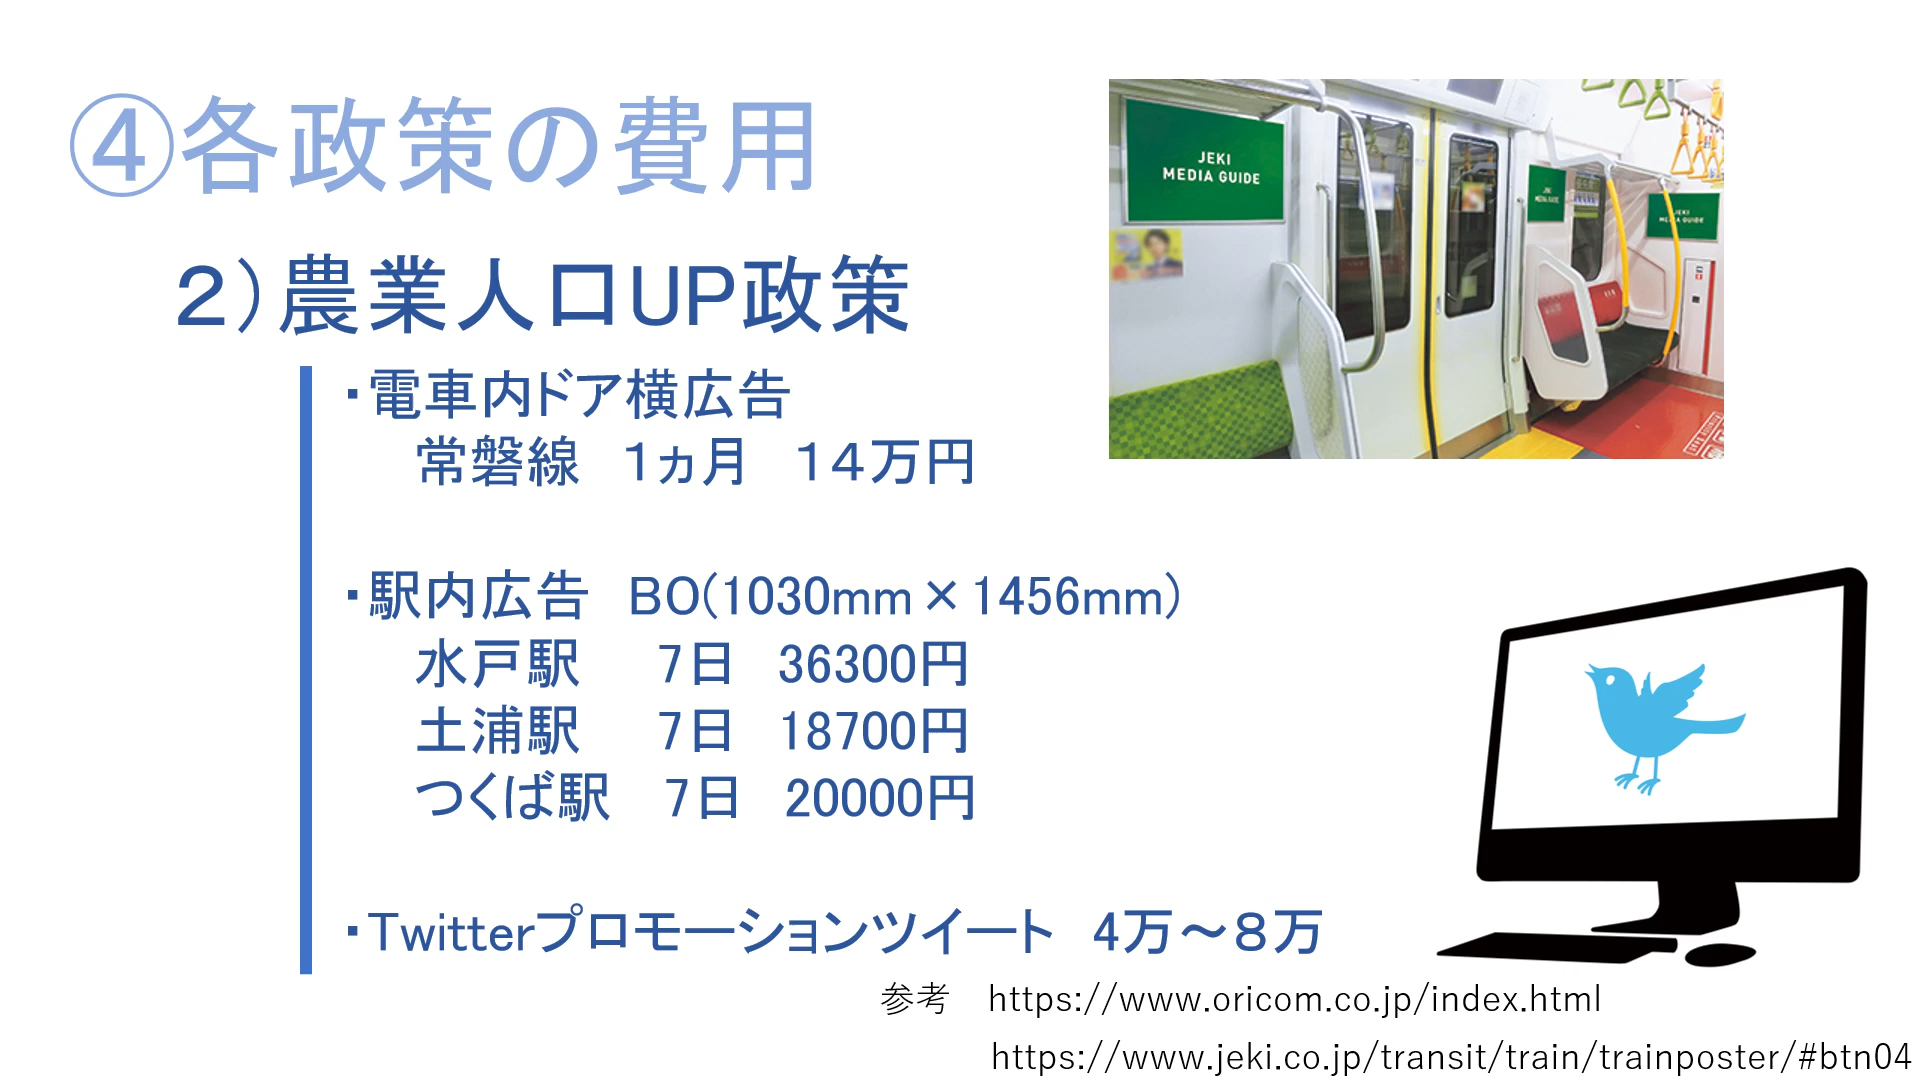 ④各政策の費用
２）農業人口UP政策
・電車内ドア横広告
常磐線　１ヵ月　１４万円
・駅内広告　BO(1030mm×1456mm)
水戸駅　7日　36300円
土浦駅　7日　18700円
つくば駅　7日　20000円
・Twitterプロモーションツイート　4万～８万
参考　https://www.oricom.co.jp/index.html
https://www.jeki.co.jp/transit/train/trainposter/#btn04
JEKI
MEDIA GUIDE
JEKI
MEDIA GUIDE
JEKI
MEDIA GUIDE